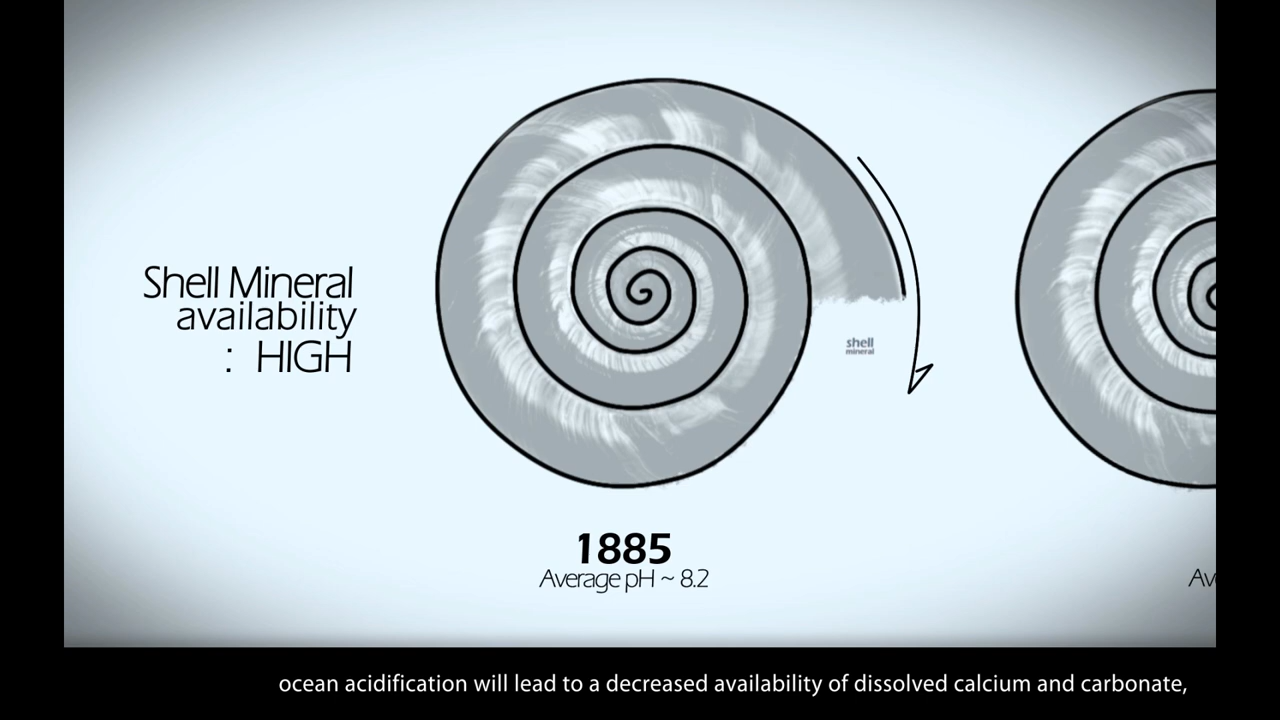 Shell Mineral
availability
: HIGH
shell
mineral
1885
Average pH ~ 8.2
Av
ocean acidification will lead to a decreased availability of dissolved calcium and carbonate,